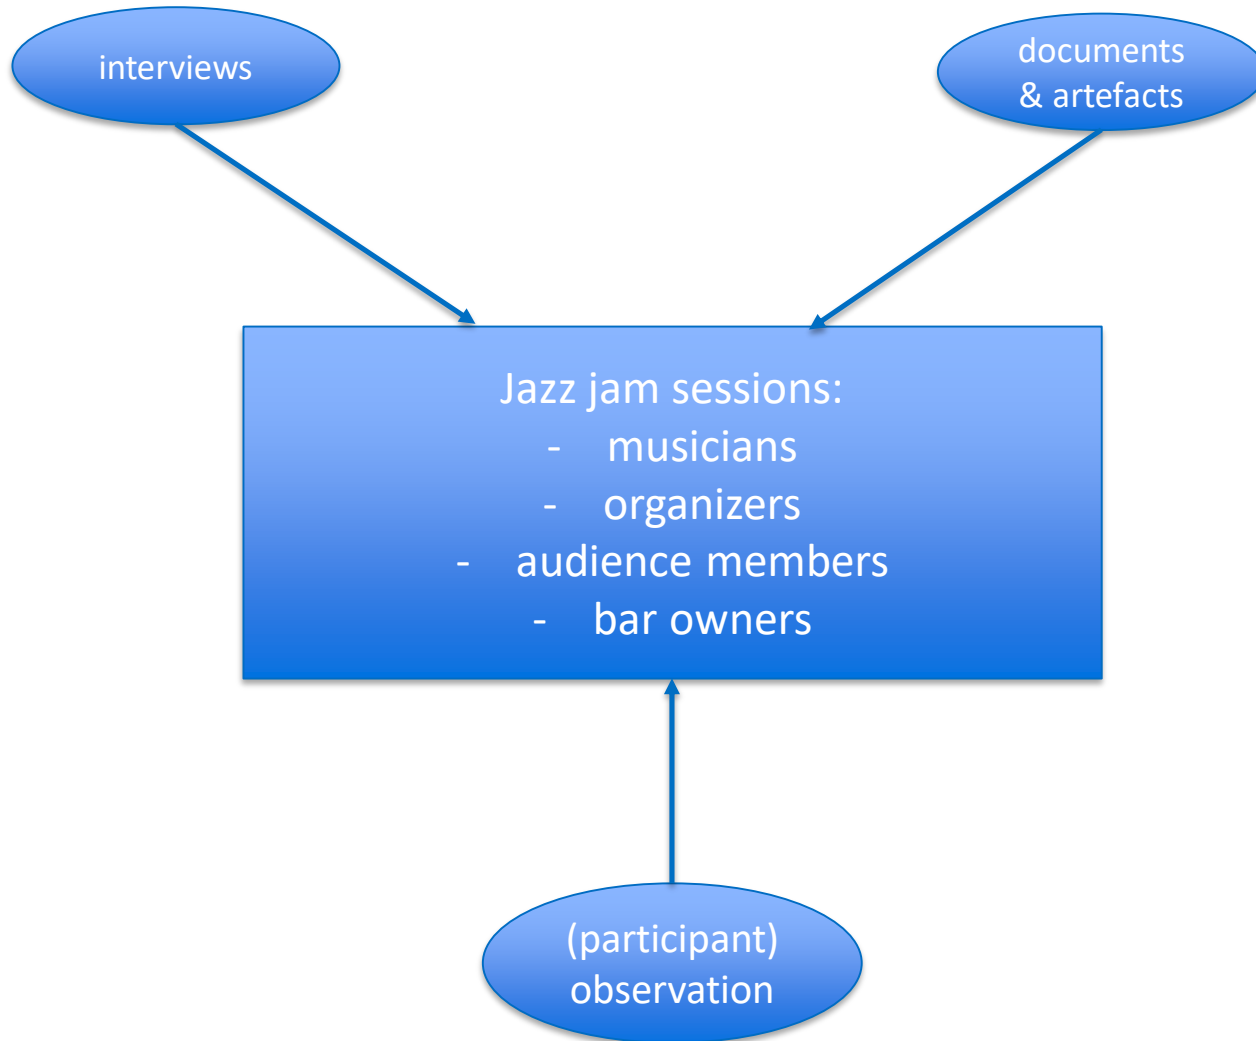 interviews
documents
& artefacts
Jazz jam sessions:
- musicians
- organizers
- audience members
- bar owners
(participant)
observation